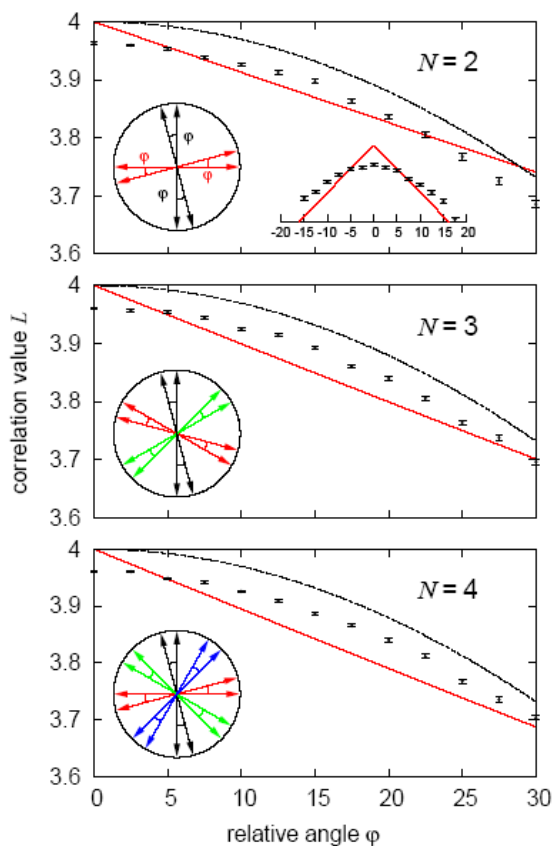 4
3.9
3.8
3.7
3.6
N = 2
φ
φ
φ
φ
-20 -15 -10 -5 0 5 10 15 20
4
3.9
3.8
3.7
3.6
N = 3
correlation value L
4
3.9
3.8
3.7
3.6
N = 4
0 5 10 15 20 25 30
relative angle φ